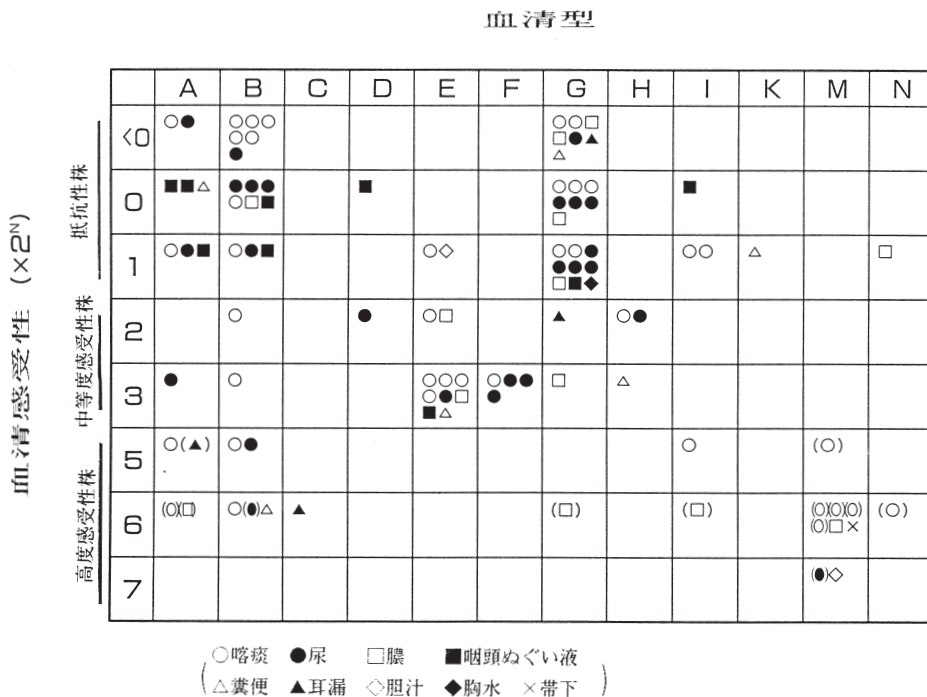 血清型
A B C D E F G H I K M N
血清感受性 (×2ᴺ)
抵抗性株
中等度感受性株
高度感受性株
<0 ○● ○○○ ○○□
○○ □●▲
● △
0 ■■△ ●●● ■ ○○○ ■
○□■ ●●●
□
1 ○●■ ○●■ ○◇ ○○● ○○ △ □
●●●
□■◆
2 ○ ● ○□ ▲ ○●
3 ● ○ ○○○ ○●● □ △
○●□ ●
■△
5 ○(▲) ○● ○ (○)
6 (○)(□) ○(●)△ ▲ (□) (□) (○)(○)(○) (○)
(○)□×
7 (●)◇
(○喀痰 ●尿 □膿 ■咽頭ぬぐい液
△糞便 ▲耳漏 ◇胆汁 ◆胸水 ×帯下)